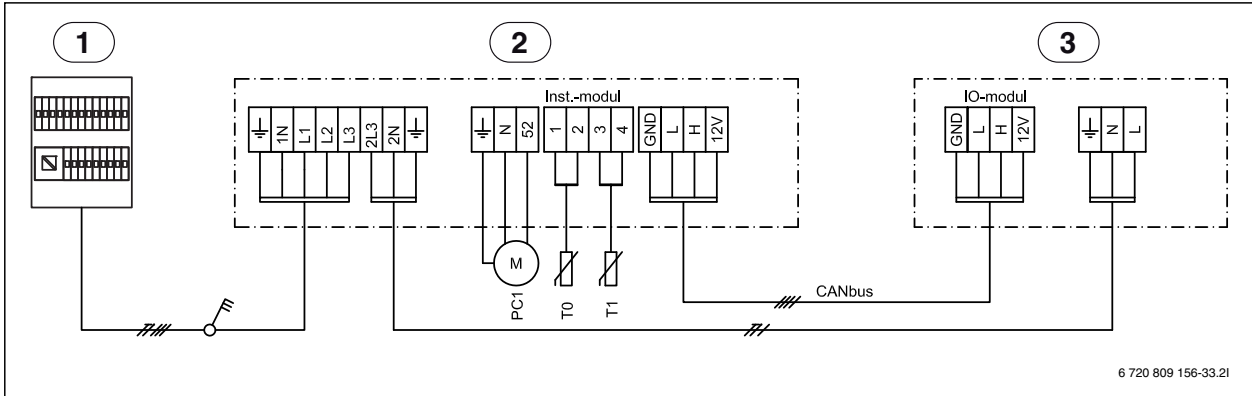 1
2
3
Inst.-modul
IO-modul
1N L1 L2 L3 2L3 2N
N 52
1 2 3 4
GND L H 12V
GND L H 12V
N L
M
PC1
T0
T1
CANbus
6 720 809 156-33.2I